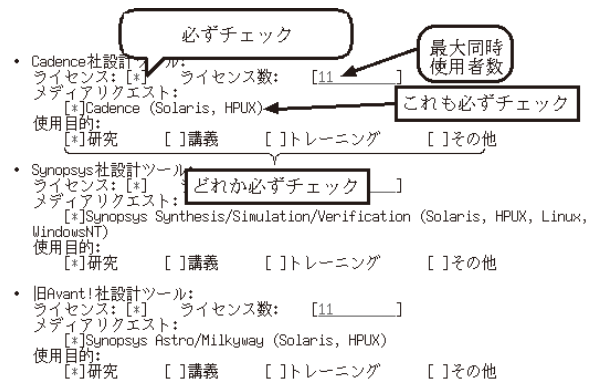 必ずチェック
最大同時
使用者数
• Cadence社設計ツール:
ライセンス: [*] ライセンス数: [11 ]
メディアリクエスト:
[*]Cadence (Solaris, HPUX)
これも必ずチェック
使用目的:
[*]研究 [ ]講義 [ ]トレーニング [ ]その他
• Synopsys社設計ツール:
ライセンス: [*] ]
どれか必ずチェック
メディアリクエスト:
[*]Synopsys Synthesis/Simulation/Verification (Solaris, HPUX, Linux,
WindowsNT)
使用目的:
[*]研究 [ ]講義 [ ]トレーニング [ ]その他
• 旧Avant!社設計ツール:
ライセンス: [*] ライセンス数: [11 ]
メディアリクエスト:
[*]Synopsys Astro/Milkyway (Solaris, HPUX)
使用目的:
[*]研究 [ ]講義 [ ]トレーニング [ ]その他